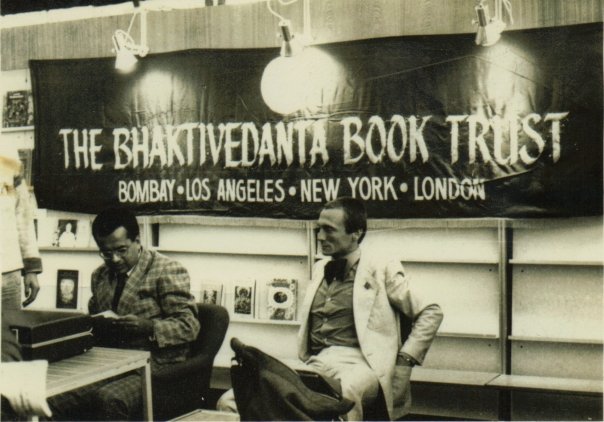 THE BHAKTIVEDANTA BOOK TRUST
BOMBAY • LOS ANGELES • NEW YORK • LONDON